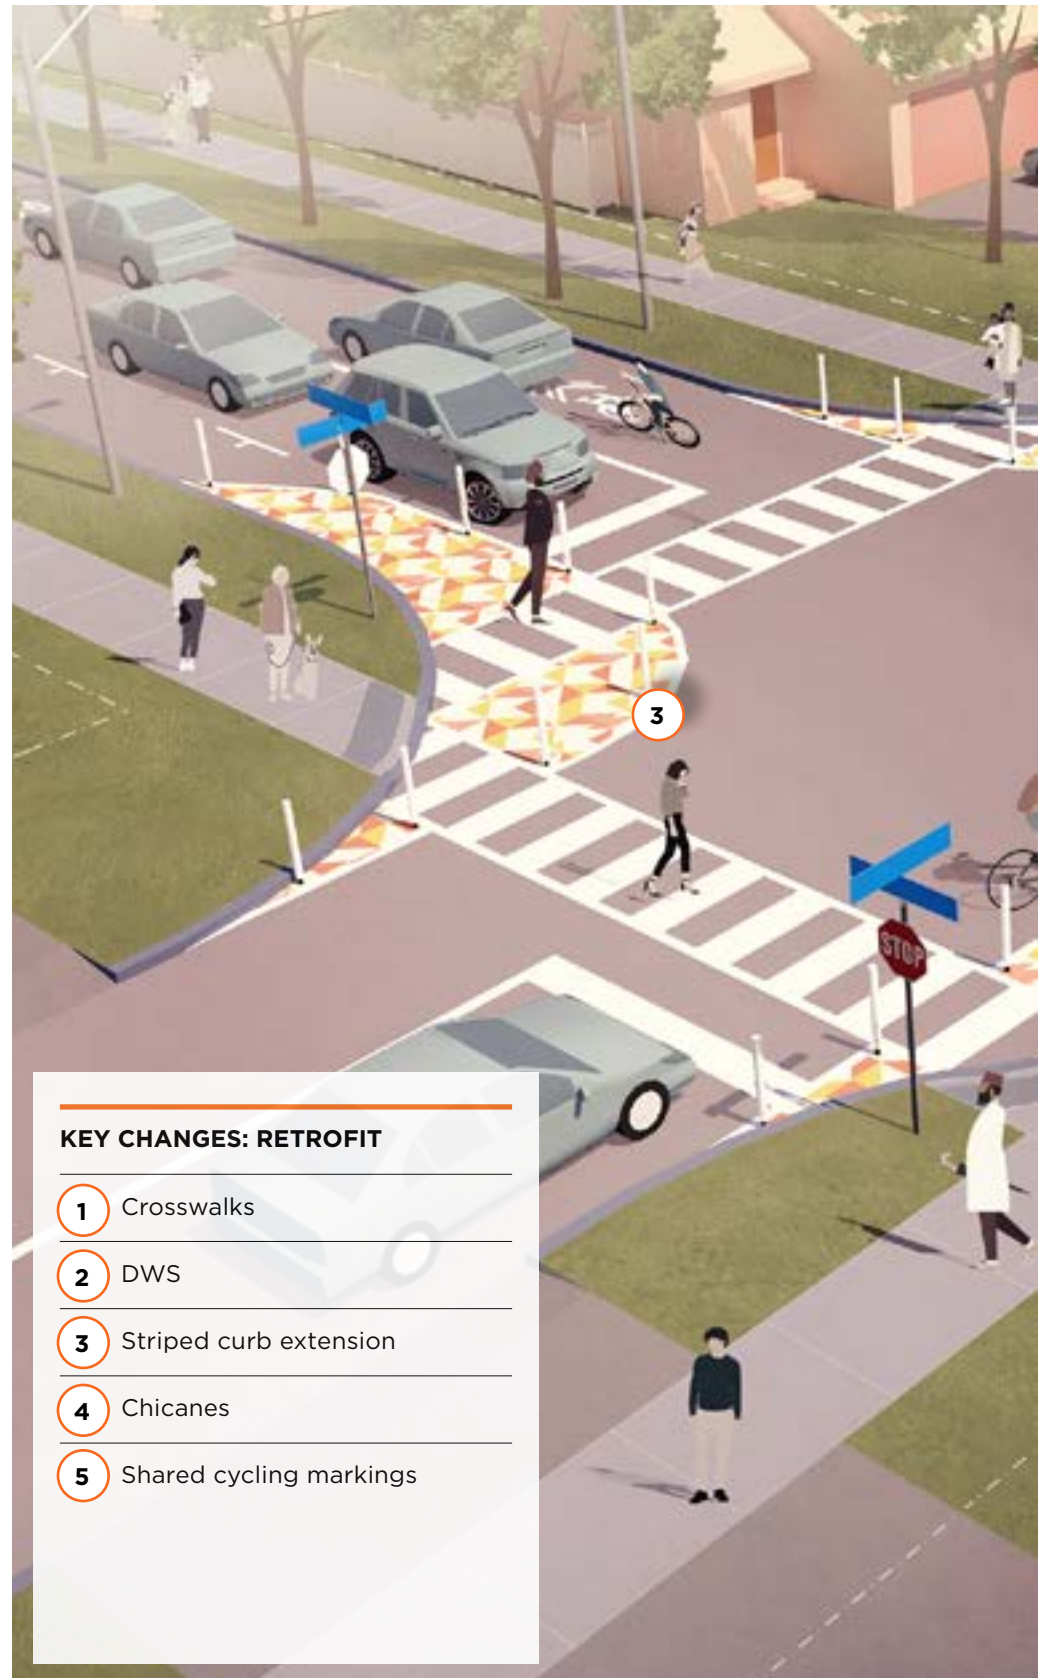 3
STOP
KEY CHANGES: RETROFIT
1 Crosswalks
2 DWS
3 Striped curb extension
4 Chicanes
5 Shared cycling markings